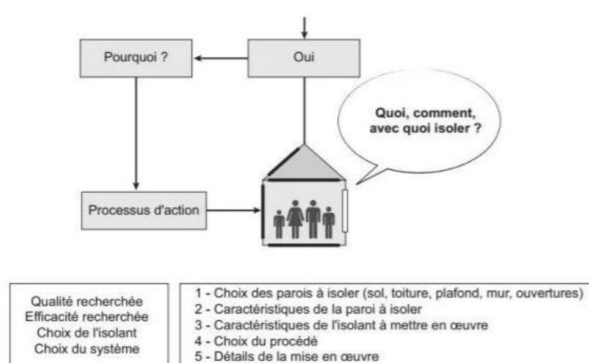 Pourquoi ?
Oui
Quoi, comment,
avec quoi isoler ?
Processus d'action
Qualité recherchée
Efficacité recherchée
Choix de l'isolant
Choix du système
1 - Choix des parois à isoler (sol, toiture, plafond, mur, ouvertures)
2 - Caractéristiques de la paroi à isoler
3 - Caractéristiques de l'isolant à mettre en œuvre
4 - Choix du procédé
5 - Détails de la mise en œuvre